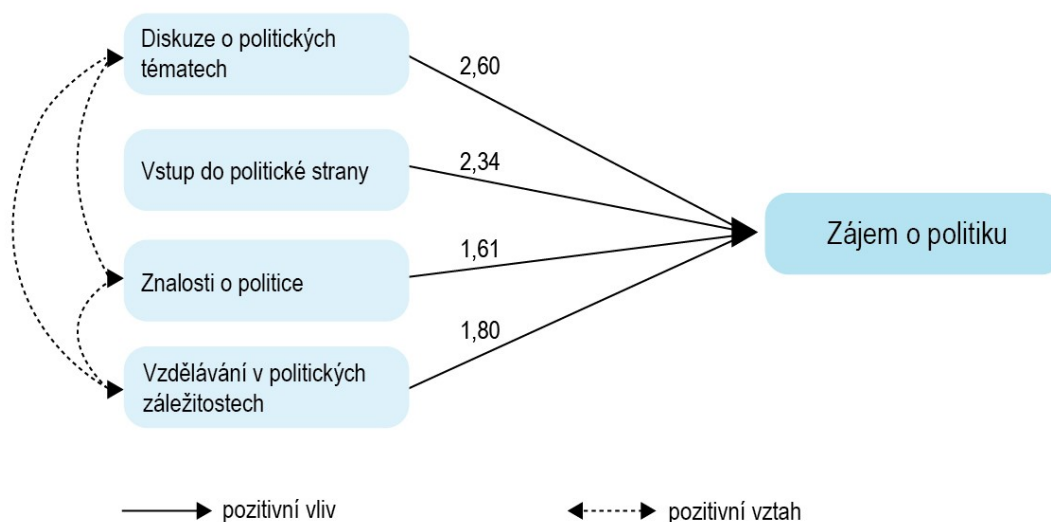 Diskuze o politických
tématech
2,60
Vstup do politické strany
2,34
Zájem o politiku
Znalosti o politice
1,61
Vzdělávání v politických
záležitostech
1,80
pozitivní vliv
pozitivní vztah